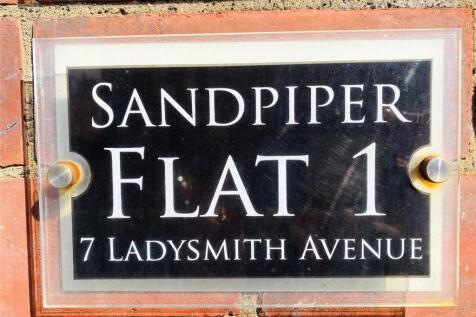 SANDPIPER
FLAT 1
7 LADYSMITH AVENUE